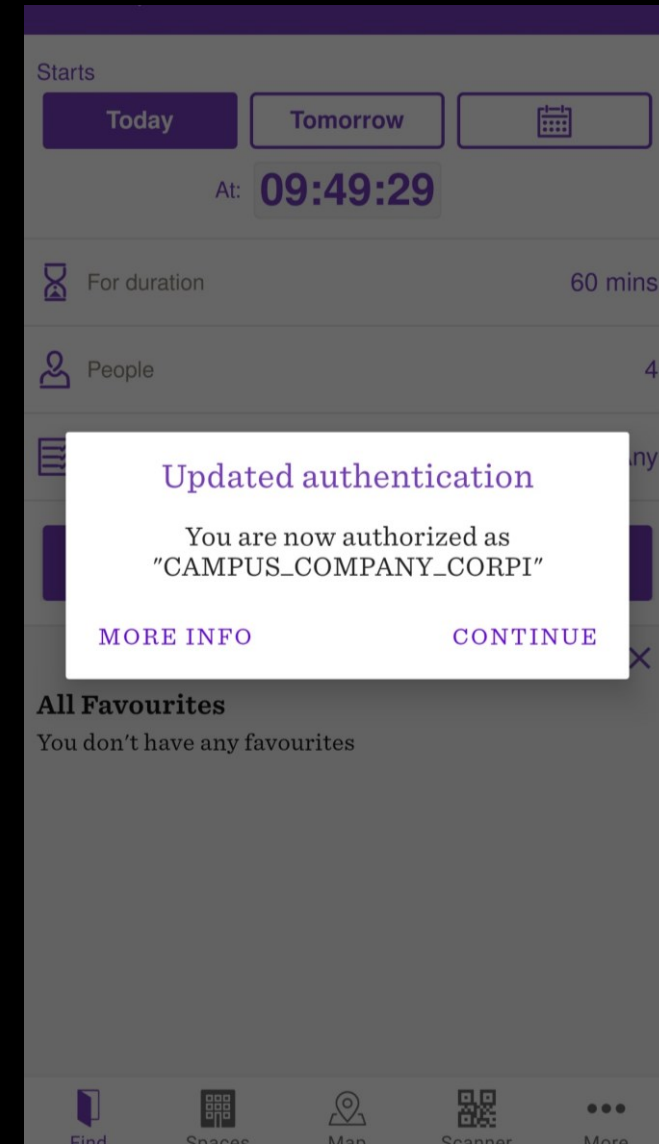 Starts
Today Tomorrow
At: 09:49:29
For duration 60 mins
People 4
Updated authentication
You are now authorized as
"CAMPUS_COMPANY_CORPI"
MORE INFO CONTINUE
All Favourites
You don't have any favourites
Find Spaces Map Scanner More